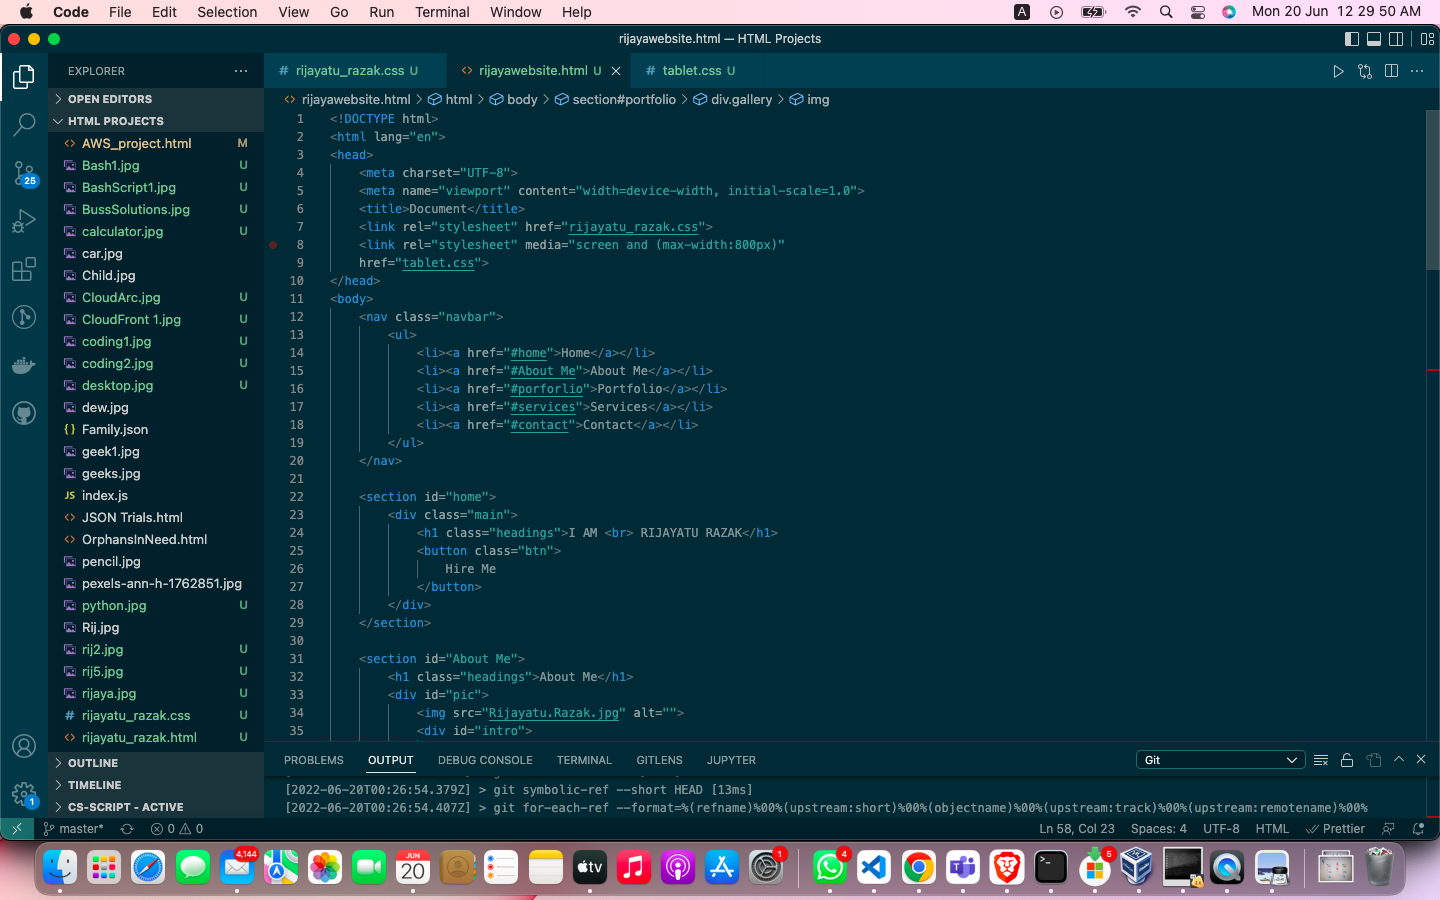 Code File Edit Selection View Go Run Terminal Window Help A Mon 20 Jun 12 29 50 AM
rijayawebsite.html — HTML Projects
EXPLORER
# rijayatu_razak.css U <> rijayawebsite.html U # tablet.css U
<> rijayawebsite.html > html > body > section#portfolio > div.gallery > img
OPEN EDITORS
HTML PROJECTS
<> AWS_project.html M
Bash1.jpg U
BashScript1.jpg U
BussSolutions.jpg U
calculator.jpg U
car.jpg
Child.jpg
CloudArc.jpg U
CloudFront 1.jpg U
coding1.jpg U
coding2.jpg U
desktop.jpg U
dew.jpg
{} Family.json
geek1.jpg
geeks.jpg
JS index.js
<> JSON Trials.html
<> OrphansInNeed.html
pencil.jpg
pexels-ann-h-1762851.jpg
python.jpg U
Rij.jpg
rij2.jpg U
rij5.jpg U
rijaya.jpg U
# rijayatu_razak.css U
<> rijayatu_razak.html U
OUTLINE
TIMELINE
CS-SCRIPT - ACTIVE
25
1
1 <!DOCTYPE html>
2 <html lang="en">
3 <head>
4 <meta charset="UTF-8">
5 <meta name="viewport" content="width=device-width, initial-scale=1.0">
6 <title>Document</title>
7 <link rel="stylesheet" href="rijayatu_razak.css">
8 <link rel="stylesheet" media="screen and (max-width:800px)"
9 href="tablet.css">
10 </head>
11 <body>
12 <nav class="navbar">
13 <ul>
14 <li><a href="#home">Home</a></li>
15 <li><a href="#About Me">About Me</a></li>
16 <li><a href="#porforlio">Portfolio</a></li>
17 <li><a href="#services">Services</a></li>
18 <li><a href="#contact">Contact</a></li>
19 </ul>
20 </nav>
21
22 <section id="home">
23 <div class="main">
24 <h1 class="headings">I AM <br> RIJAYATU RAZAK</h1>
25 <button class="btn">
26 Hire Me
27 </button>
28 </div>
29 </section>
30
31 <section id="About Me">
32 <h1 class="headings">About Me</h1>
33 <div id="pic">
34 <img src="Rijayatu.Razak.jpg" alt="">
35 <div id="intro">
PROBLEMS OUTPUT DEBUG CONSOLE TERMINAL GITLENS JUPYTER Git
[2022-06-20T00:26:54.379Z] > git symbolic-ref --short HEAD [13ms]
[2022-06-20T00:26:54.407Z] > git for-each-ref --format=%(refname)%00%(upstream:short)%00%(objectname)%00%(upstream:track)%00%(upstream:remotename)%00%
master* 0 0 Ln 58, Col 23 Spaces: 4 UTF-8 HTML Prettier
4,144 JUN 20 tv 1 4 5